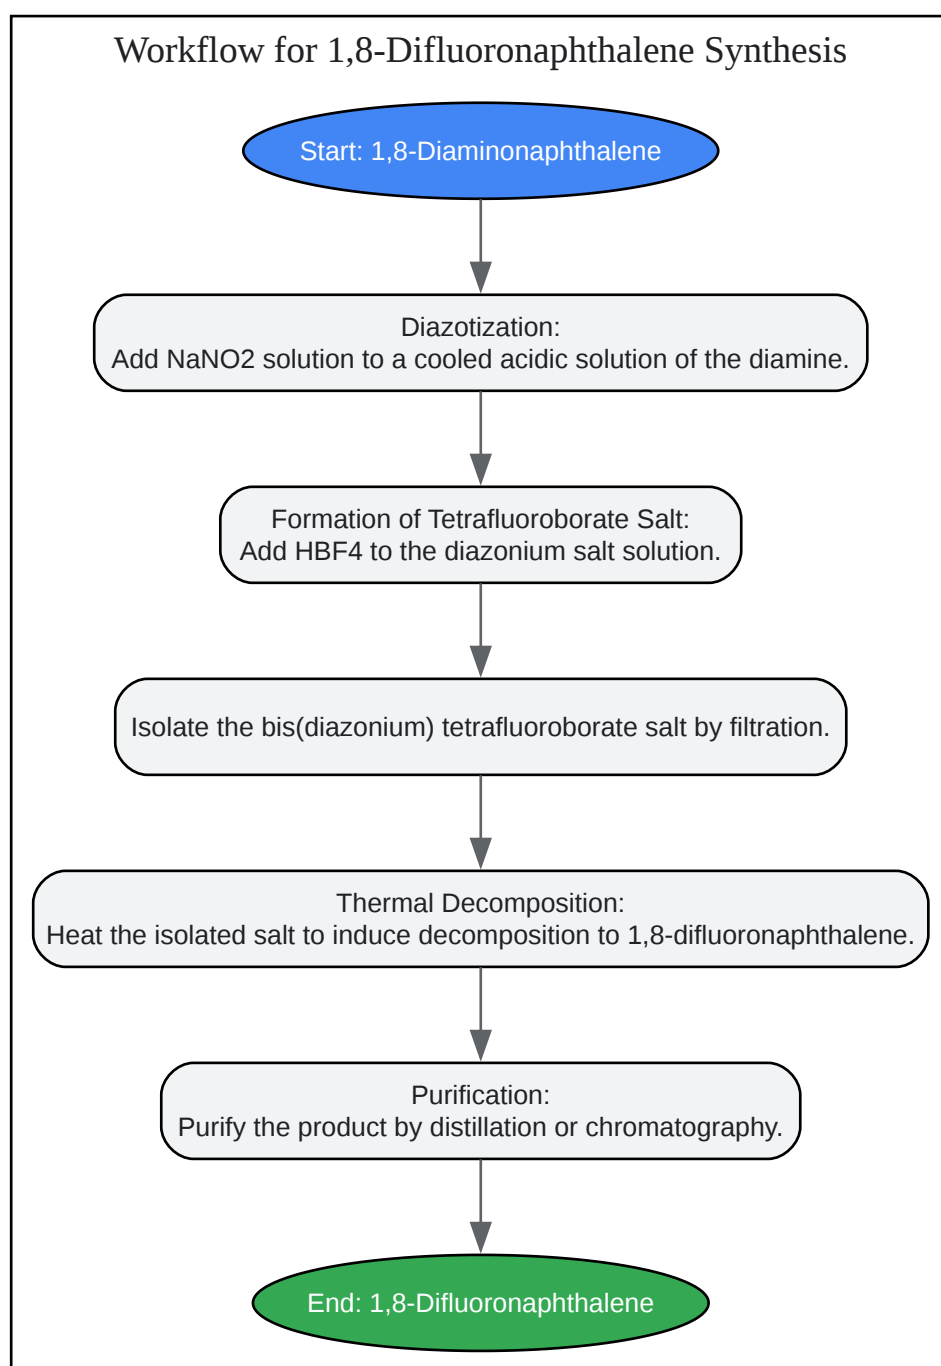 Workflow for 1,8-Difluoronaphthalene Synthesis
Start: 1,8-Diaminonaphthalene
Diazotization:
Add NaNO2 solution to a cooled acidic solution of the diamine.
Formation of Tetrafluoroborate Salt:
Add HBF4 to the diazonium salt solution.
Isolate the bis(diazonium) tetrafluoroborate salt by filtration.
Thermal Decomposition:
Heat the isolated salt to induce decomposition to 1,8-difluoronaphthalene.
Purification:
Purify the product by distillation or chromatography.
End: 1,8-Difluoronaphthalene